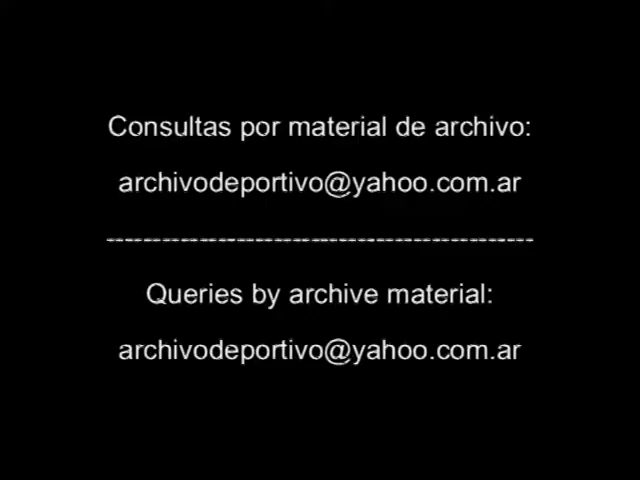 Consultas por material de archivo:
archivodeportivo@yahoo.com.ar
-----------------------------------------------
Queries by archive material:
archivodeportivo@yahoo.com.ar